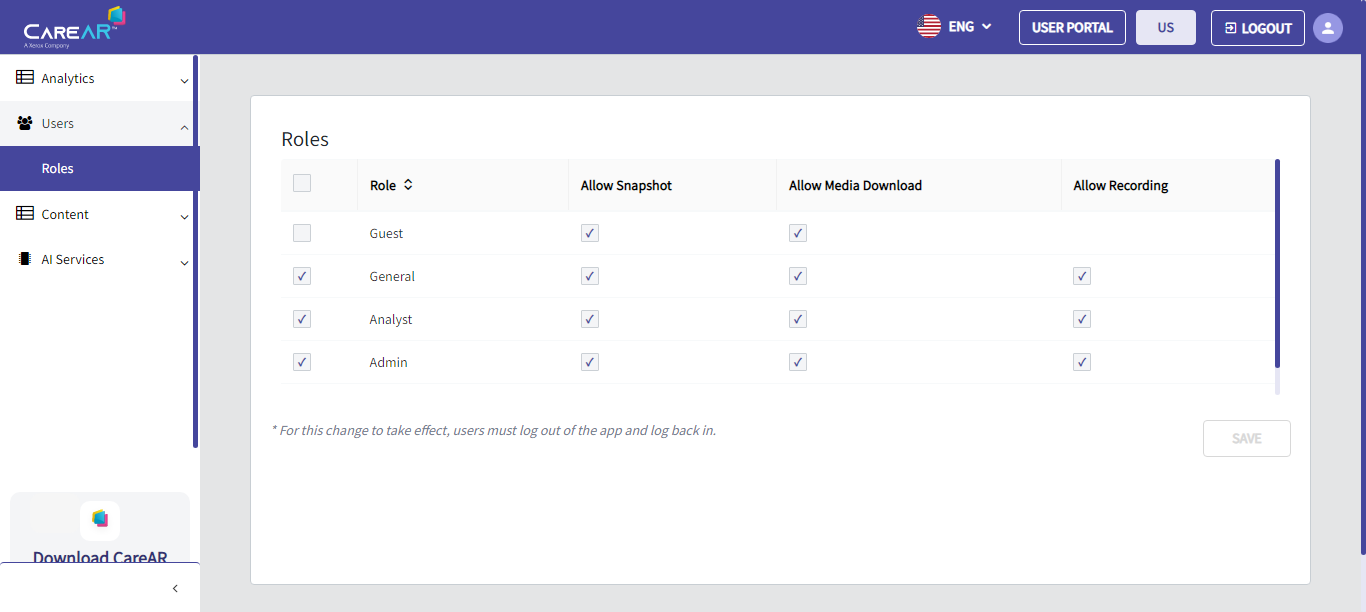 CAREAR™
A Xerox Company
ENG
USER PORTAL
US
LOGOUT
Analytics
Users
Roles
Content
AI Services
Download CareAR
Roles
Role Allow Snapshot Allow Media Download Allow Recording
Guest
General
Analyst
Admin
* For this change to take effect, users must log out of the app and log back in.
SAVE